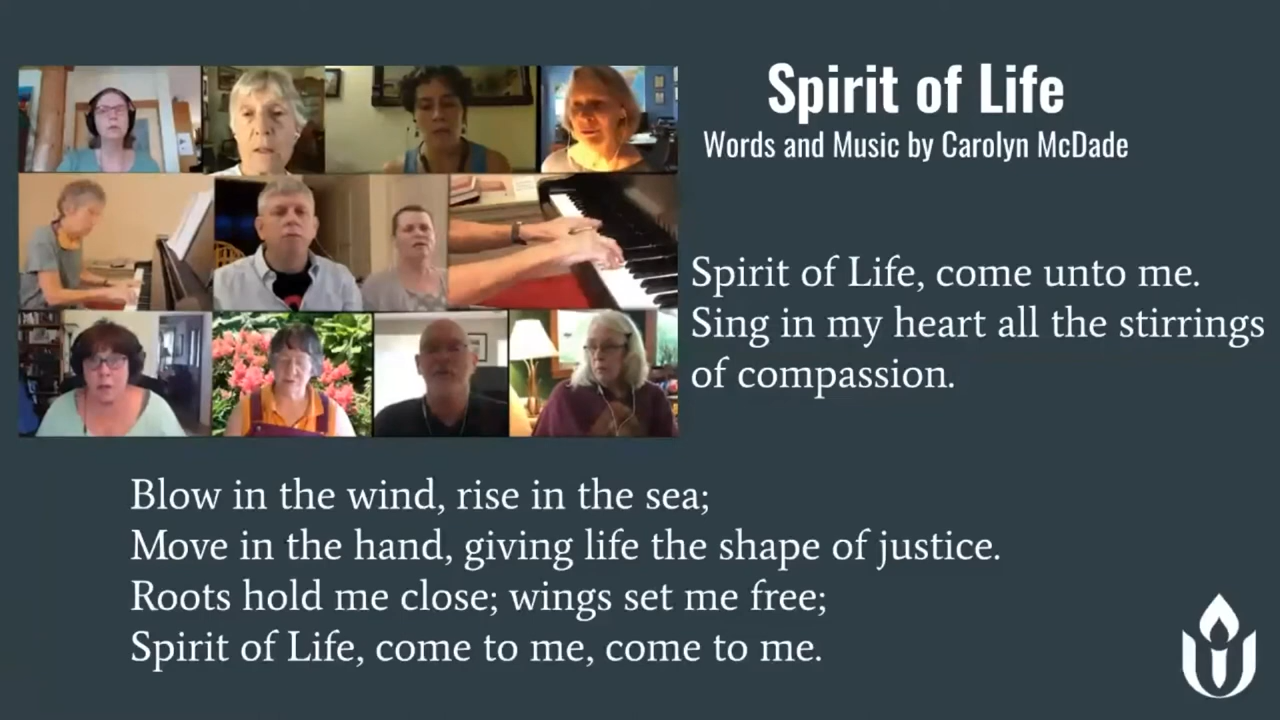 Spirit of Life
Words and Music by Carolyn McDade
Spirit of Life, come unto me.
Sing in my heart all the stirrings
of compassion.
Blow in the wind, rise in the sea;
Move in the hand, giving life the shape of justice.
Roots hold me close; wings set me free;
Spirit of Life, come to me, come to me.